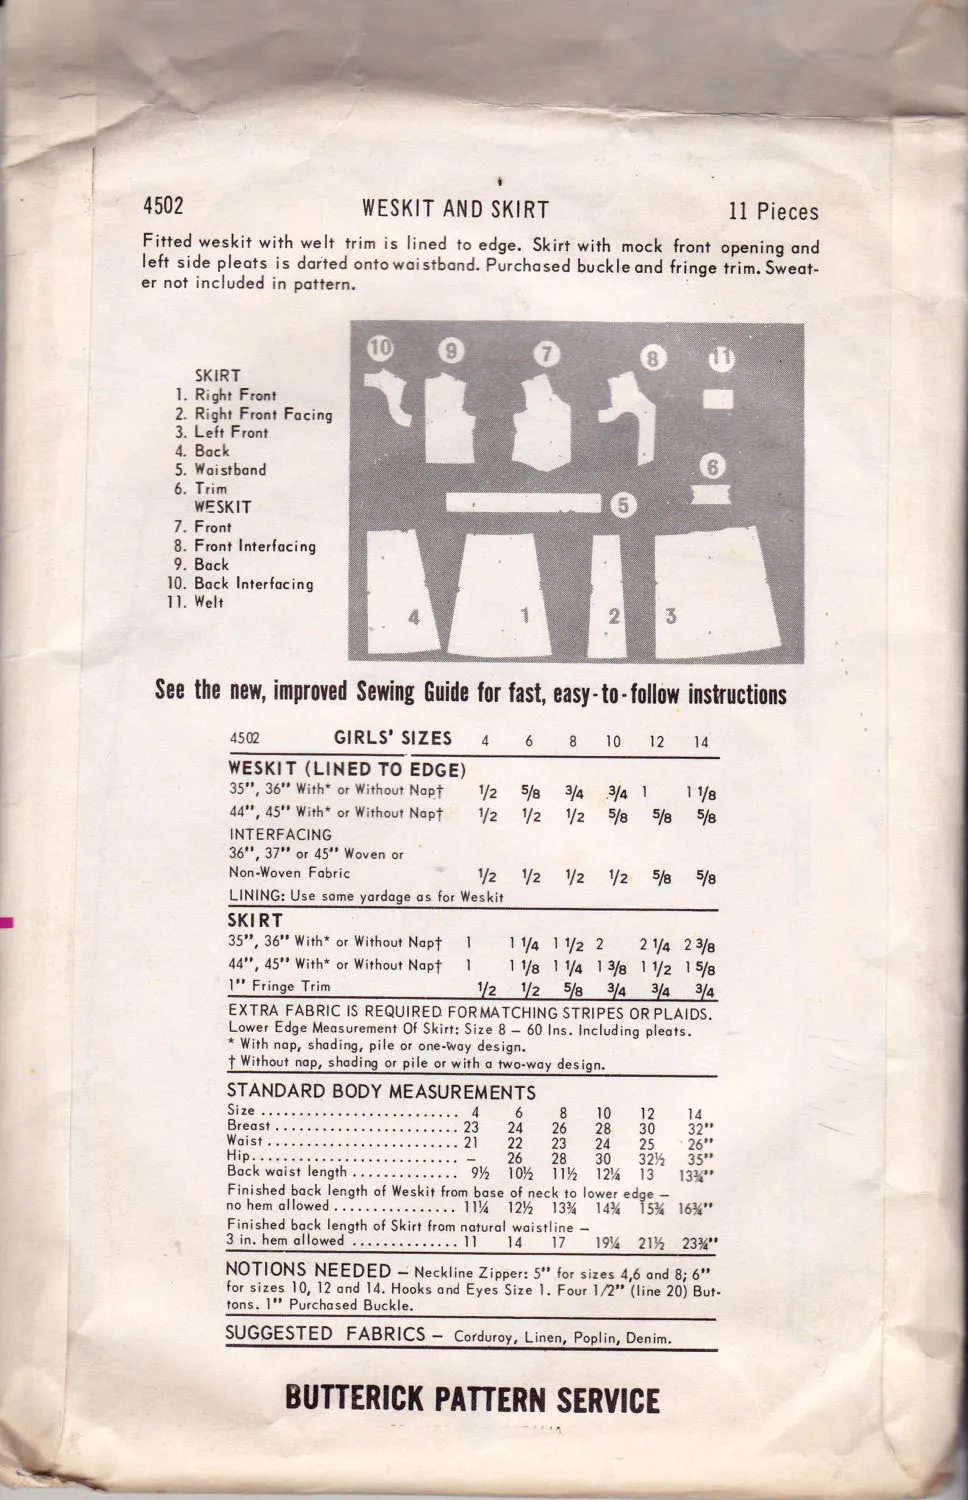 4502 WESKIT AND SKIRT 11 Pieces
Fitted weskit with welt trim is lined to edge. Skirt with mock front opening and
left side pleats is darted onto waistband. Purchased buckle and fringe trim. Sweat-
er not included in pattern.
SKIRT
1. Right Front
2. Right Front Facing
3. Left Front
4. Back
5. Waistband
6. Trim
WESKIT
7. Front
8. Front Interfacing
9. Back
10. Back Interfacing
11. Welt
10 9 7 8 11
6
5
4 1 2 3
See the new, improved Sewing Guide for fast, easy-to-follow instructions
4502 GIRLS' SIZES 4 6 8 10 12 14
WESKIT (LINED TO EDGE)
35", 36" With* or Without Nap† 1/2 5/8 3/4 3/4 1 1 1/8
44", 45" With* or Without Nap† 1/2 1/2 1/2 5/8 5/8 5/8
INTERFACING
36", 37" or 45" Woven or
Non-Woven Fabric 1/2 1/2 1/2 1/2 5/8 5/8
LINING: Use same yardage as for Weskit
SKIRT
35", 36" With* or Without Nap† 1 1 1/4 1 1/2 2 2 1/4 2 3/8
44", 45" With* or Without Nap† 1 1 1/8 1 1/4 1 3/8 1 1/2 1 5/8
1" Fringe Trim 1/2 1/2 5/8 3/4 3/4 3/4
EXTRA FABRIC IS REQUIRED FOR MATCHING STRIPES OR PLAIDS.
Lower Edge Measurement Of Skirt: Size 8 – 60 Ins. Including pleats.
* With nap, shading, pile or one-way design.
† Without nap, shading or pile or with a two-way design.
STANDARD BODY MEASUREMENTS
Size .......................... 4 6 8 10 12 14
Breast ........................ 23 24 26 28 30 32"
Waist ......................... 21 22 23 24 25 26"
Hip........................... – 26 28 30 32½ 35"
Back waist length .............. 9½ 10½ 11½ 12¼ 13 13¾"
Finished back length of Weskit from base of neck to lower edge –
no hem allowed ................ 11¼ 12½ 13¾ 14¾ 15¾ 16¾"
Finished back length of Skirt from natural waistline –
3 in. hem allowed .............. 11 14 17 19¼ 21½ 23¾"
NOTIONS NEEDED – Neckline Zipper: 5" for sizes 4,6 and 8; 6"
for sizes 10, 12 and 14. Hooks and Eyes Size 1. Four 1/2" (line 20) But-
tons. 1" Purchased Buckle.
SUGGESTED FABRICS – Corduroy, Linen, Poplin, Denim.
BUTTERICK PATTERN SERVICE